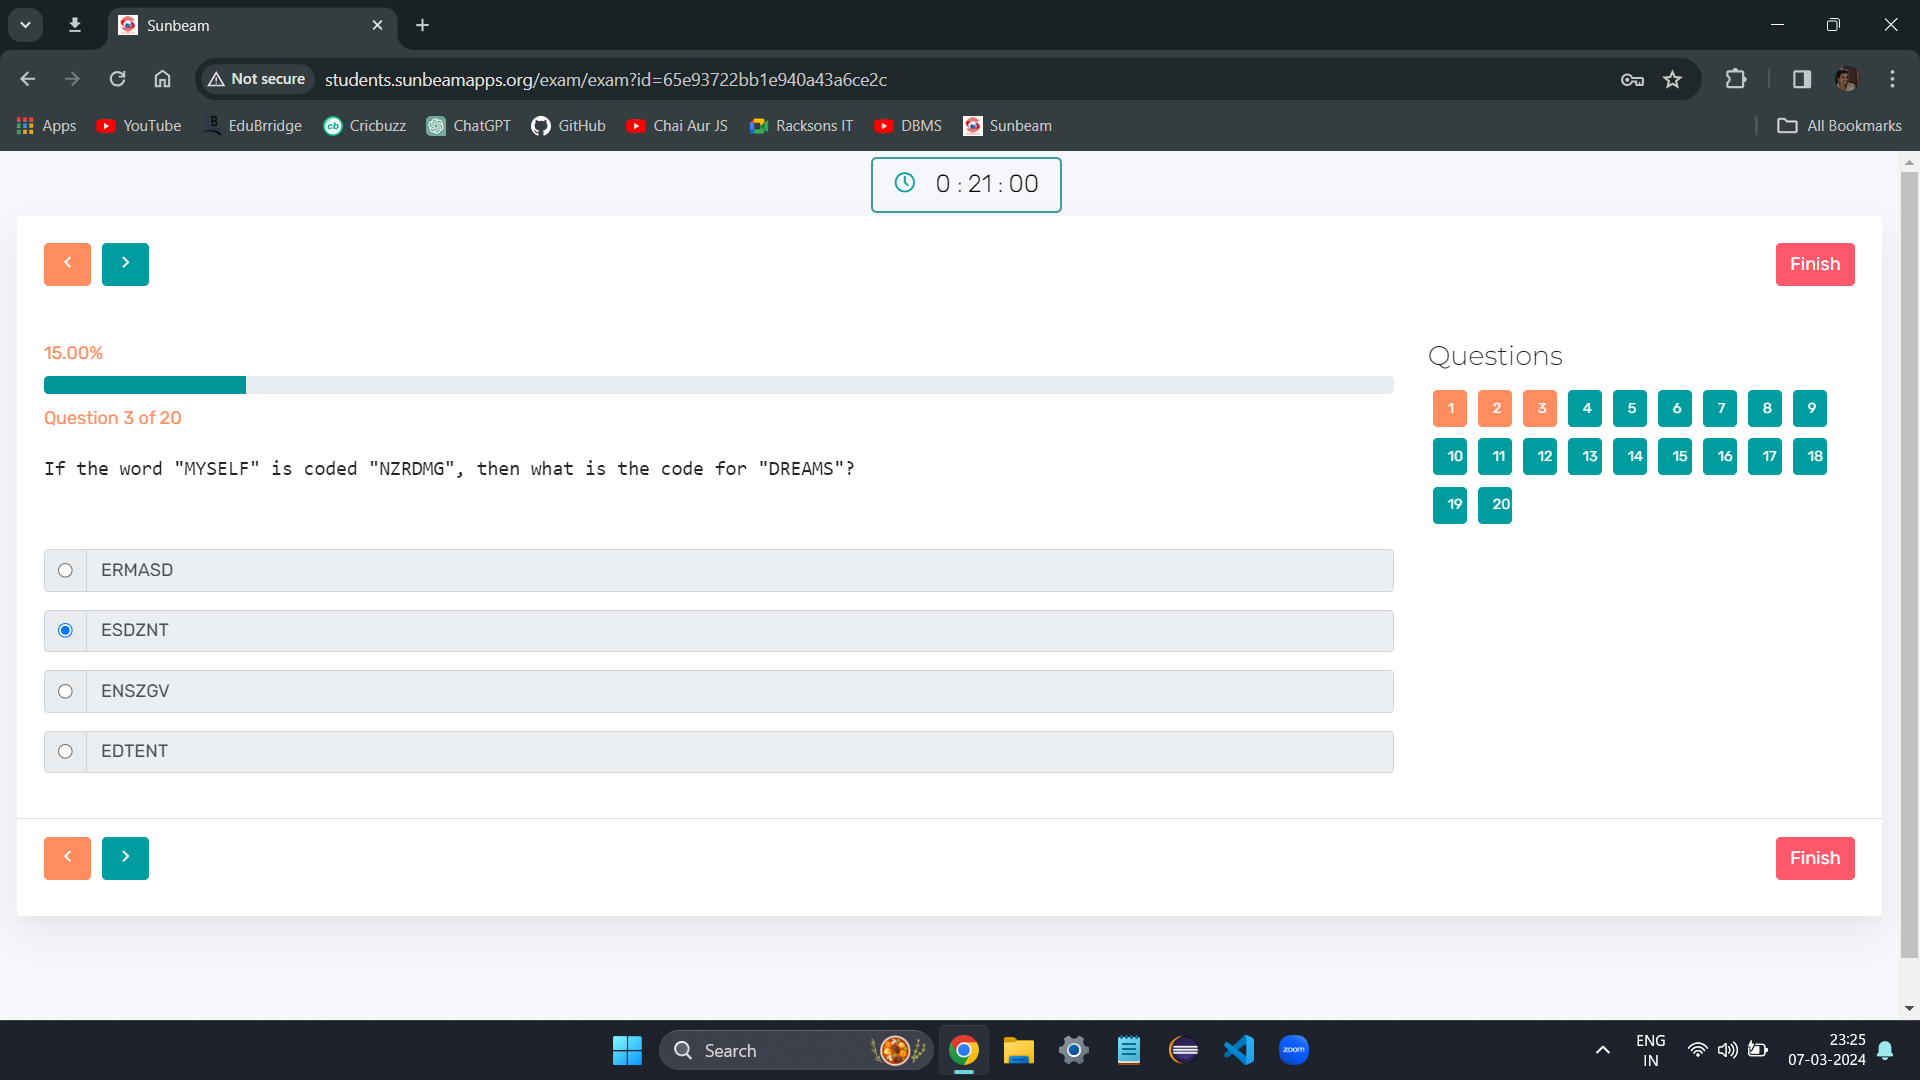 Sunbeam
Not secure
students.sunbeamapps.org/exam/exam?id=65e93722bb1e940a43a6ce2c
Apps YouTube B EduBrridge cb Cricbuzz ChatGPT GitHub Chai Aur JS Racksons IT DBMS Sunbeam All Bookmarks
0 : 21 : 00
Finish
15.00%
Question 3 of 20
If the word "MYSELF" is coded "NZRDMG", then what is the code for "DREAMS"?
ERMASD
ESDZNT
ENSZGV
EDTENT
Questions
1 2 3 4 5 6 7 8 9
10 11 12 13 14 15 16 17 18
19 20
Finish
Search
zoom
ENG
IN
23:25
07-03-2024